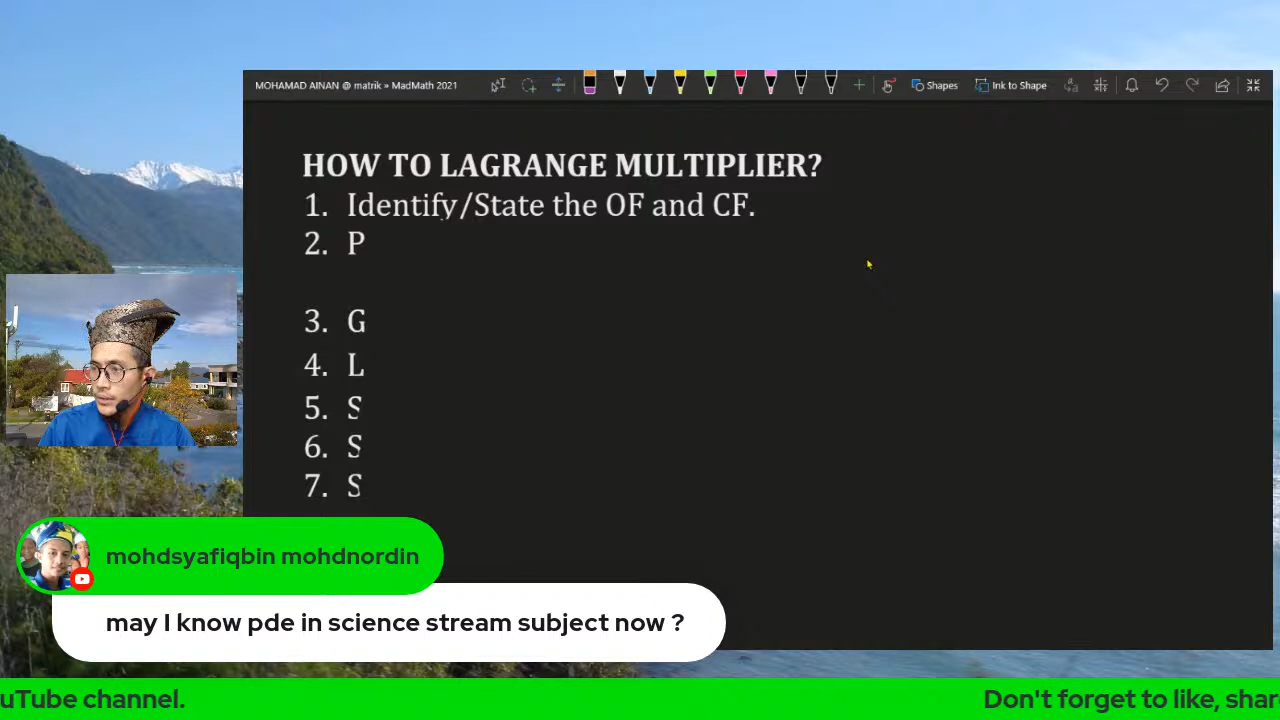 MOHAMAD AINAN @ matrik » MadMath 2021
Shapes
Ink to Shape
HOW TO LAGRANGE MULTIPLIER?
1. Identify/State the OF and CF.
2. P
3. G
4. L
5. S
6. S
7. S
mohdsyafiqbin mohdnordin
may I know pde in science stream subject now ?
uTube channel.
Don't forget to like, shar